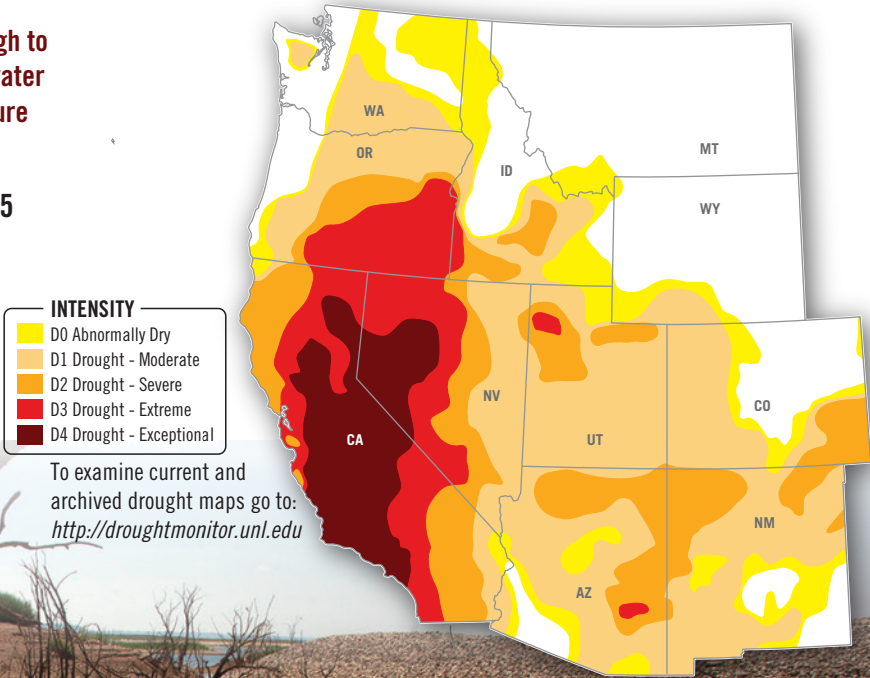 gh to
ater
ure
5
INTENSITY
D0 Abnormally Dry
D1 Drought - Moderate
D2 Drought - Severe
D3 Drought - Extreme
D4 Drought - Exceptional
To examine current and
archived drought maps go to:
http://droughtmonitor.unl.edu
WA
OR
ID
MT
WY
NV
CA
UT
CO
AZ
NM